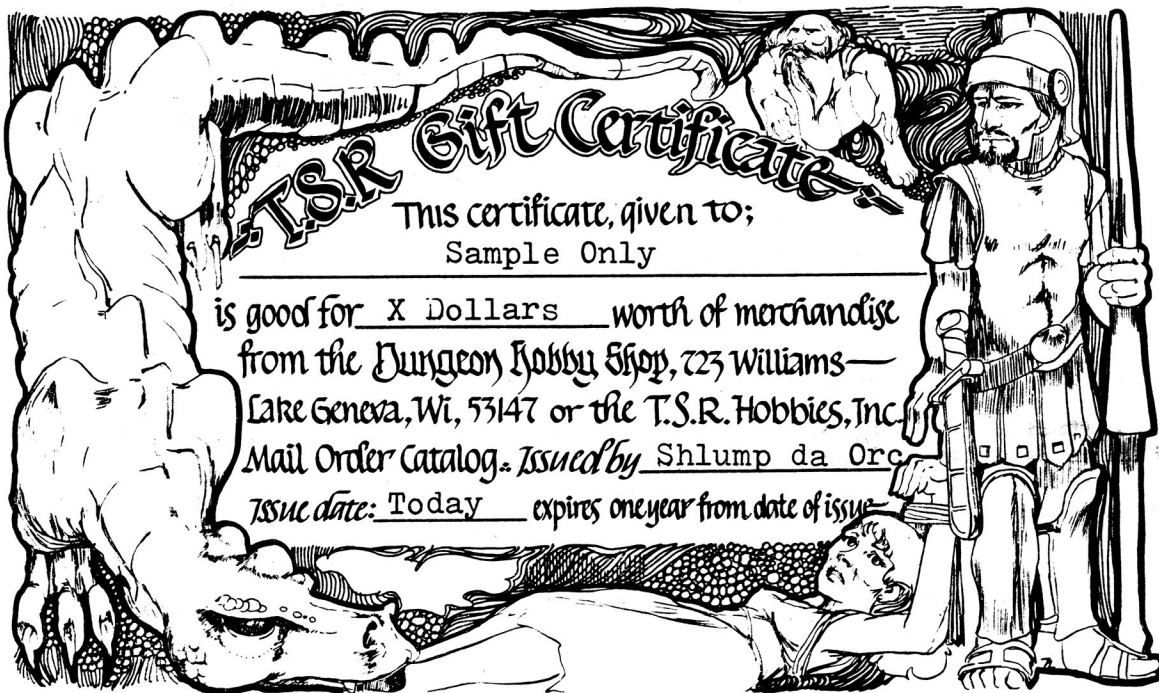 T.S.R Gift Certificate
This certificate, given to;
Sample Only
is good for X Dollars worth of merchandise
from the Dungeon Hobby Shop, 723 Williams—
Lake Geneva, Wi, 53147 or the T.S.R. Hobbies, Inc.
Mail Order Catalog. Issued by Shlump da Orc
Issue date: Today expires one year from date of issue